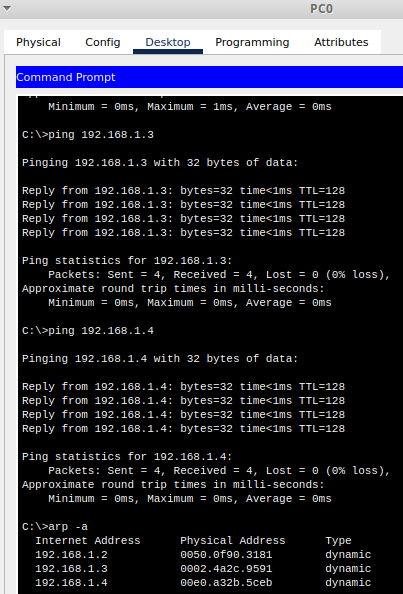 PC0
Physical Config Desktop Programming Attributes
Command Prompt
Minimum = 0ms, Maximum = 1ms, Average = 0ms
C:\>ping 192.168.1.3
Pinging 192.168.1.3 with 32 bytes of data:
Reply from 192.168.1.3: bytes=32 time<1ms TTL=128
Reply from 192.168.1.3: bytes=32 time<1ms TTL=128
Reply from 192.168.1.3: bytes=32 time<1ms TTL=128
Reply from 192.168.1.3: bytes=32 time<1ms TTL=128
Ping statistics for 192.168.1.3:
Packets: Sent = 4, Received = 4, Lost = 0 (0% loss),
Approximate round trip times in milli-seconds:
Minimum = 0ms, Maximum = 0ms, Average = 0ms
C:\>ping 192.168.1.4
Pinging 192.168.1.4 with 32 bytes of data:
Reply from 192.168.1.4: bytes=32 time<1ms TTL=128
Reply from 192.168.1.4: bytes=32 time<1ms TTL=128
Reply from 192.168.1.4: bytes=32 time<1ms TTL=128
Reply from 192.168.1.4: bytes=32 time<1ms TTL=128
Ping statistics for 192.168.1.4:
Packets: Sent = 4, Received = 4, Lost = 0 (0% loss),
Approximate round trip times in milli-seconds:
Minimum = 0ms, Maximum = 0ms, Average = 0ms
C:\>arp -a
Internet Address Physical Address Type
192.168.1.2 0050.0f90.3181 dynamic
192.168.1.3 0002.4a2c.9591 dynamic
192.168.1.4 00e0.a32b.5ceb dynamic